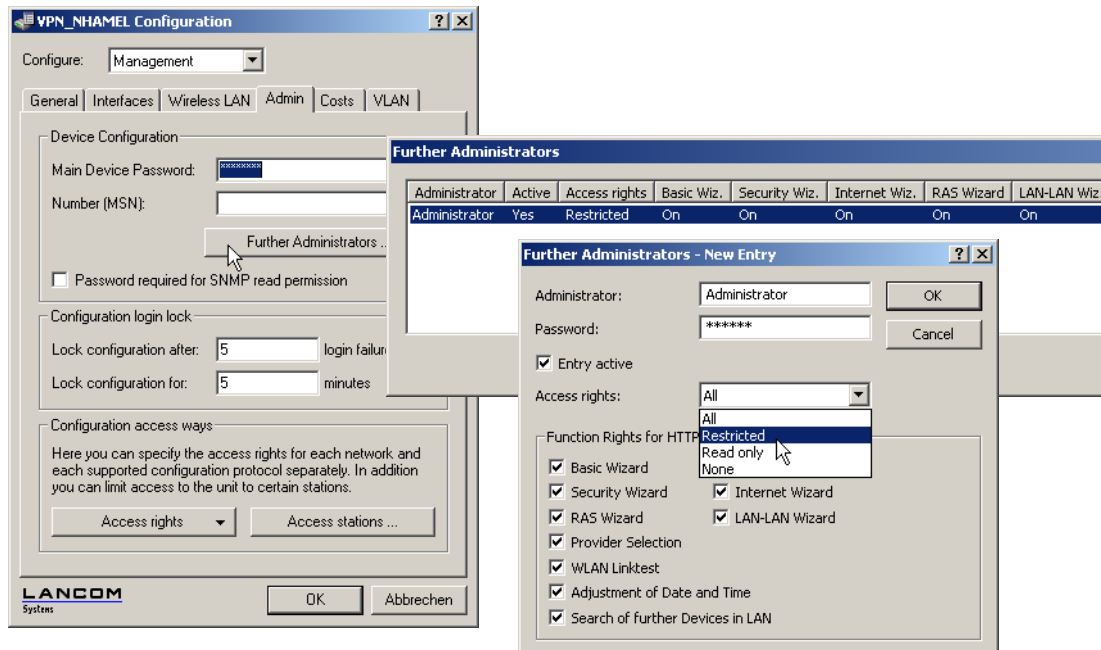 VPN_NHAMEL Configuration
Configure: Management
General Interfaces Wireless LAN Admin Costs VLAN
Device Configuration
Main Device Password: ********
Number (MSN):
Further Administrators ..
Password required for SNMP read permission
Configuration login lock
Lock configuration after: 5 login failur
Lock configuration for: 5 minutes
Configuration access ways
Here you can specify the access rights for each network and
each supported configuration protocol separately. In addition
you can limit access to the unit to certain stations.
Access rights Access stations ...
LANCOM
Systems
OK Abbrechen
Further Administrators
Administrator Active Access rights Basic Wiz. Security Wiz. Internet Wiz. RAS Wizard LAN-LAN Wiz
Administrator Yes Restricted On On On On On
Further Administrators - New Entry
Administrator: Administrator OK
Password: ****** Cancel
Entry active
Access rights: All
All
Restricted
Read only
None
Function Rights for HTTP
Basic Wizard
Security Wizard Internet Wizard
RAS Wizard LAN-LAN Wizard
Provider Selection
WLAN Linktest
Adjustment of Date and Time
Search of further Devices in LAN